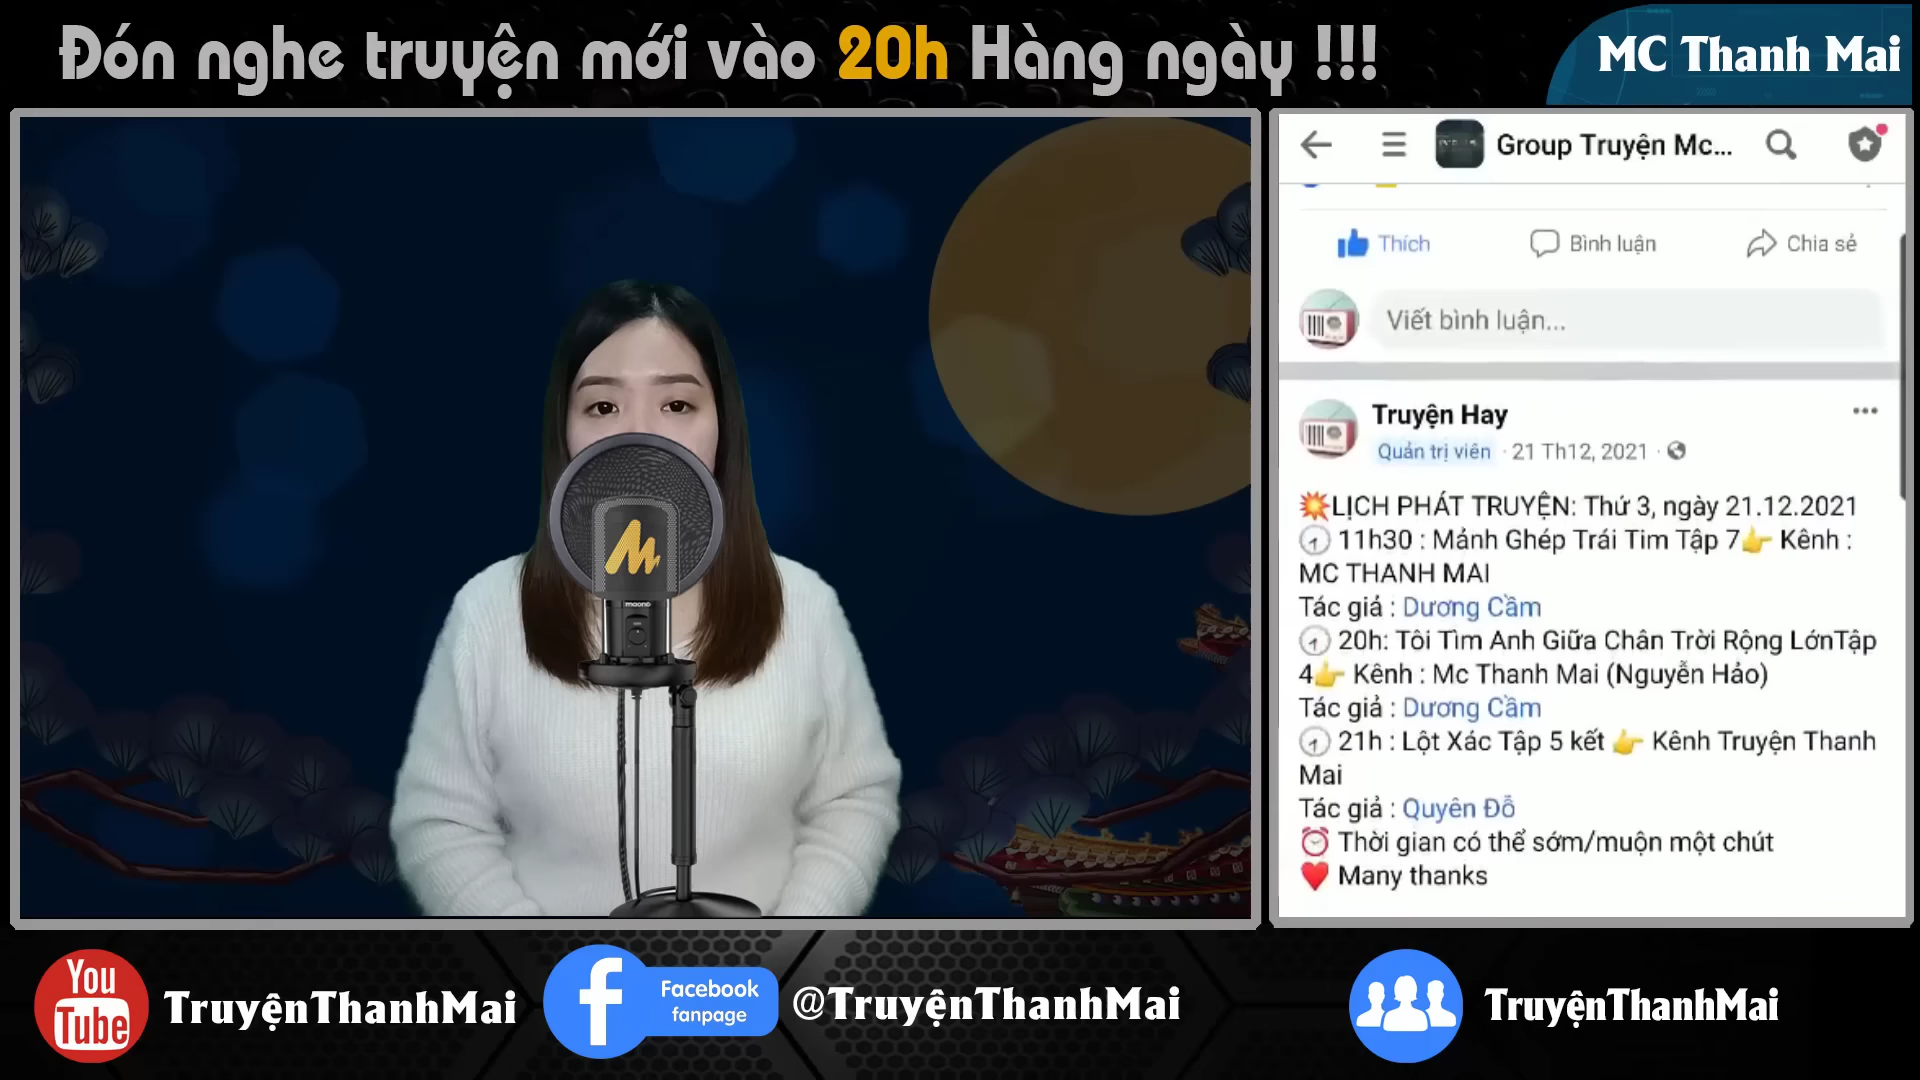 Đón nghe truyện mới vào 20h Hàng ngày !!!
MC Thanh Mai
Group Truyện Mc...
Thích
Bình luận
Chia sẻ
Viết bình luận...
Truyện Hay
Quản trị viên · 21 Th12, 2021 ·
💥LỊCH PHÁT TRUYỆN: Thứ 3, ngày 21.12.2021
🕢 11h30 : Mảnh Ghép Trái Tim Tập 7👉 Kênh :
MC THANH MAI
Tác giả : Dương Cầm
🕢 20h: Tôi Tìm Anh Giữa Chân Trời Rộng LớnTập
4👉 Kênh : Mc Thanh Mai (Nguyễn Hảo)
Tác giả : Dương Cầm
🕢 21h : Lột Xác Tập 5 kết 👉 Kênh Truyện Thanh
Mai
Tác giả : Quyên Đỗ
⏰ Thời gian có thể sớm/muộn một chút
❤️ Many thanks
maono
You
Tube
TruyệnThanhMai
Facebook
fanpage
@TruyệnThanhMai
TruyệnThanhMai